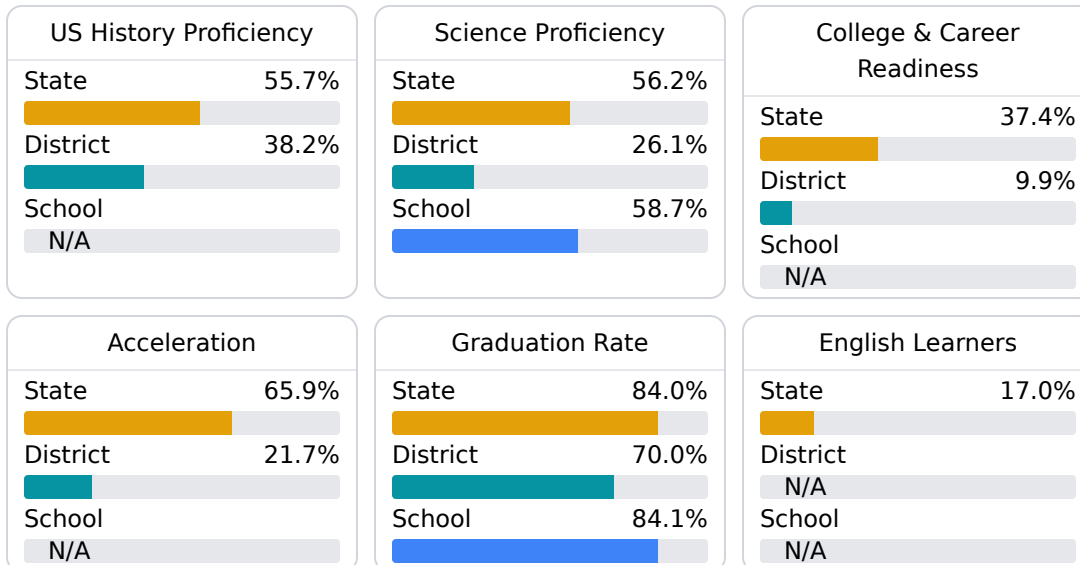 US History Proficiency
State 55.7%
District 38.2%
School
N/A
Science Proficiency
State 56.2%
District 26.1%
School 58.7%
College & Career
Readiness
State 37.4%
District 9.9%
School
N/A
Acceleration
State 65.9%
District 21.7%
School
N/A
Graduation Rate
State 84.0%
District 70.0%
School 84.1%
English Learners
State 17.0%
District
N/A
School
N/A